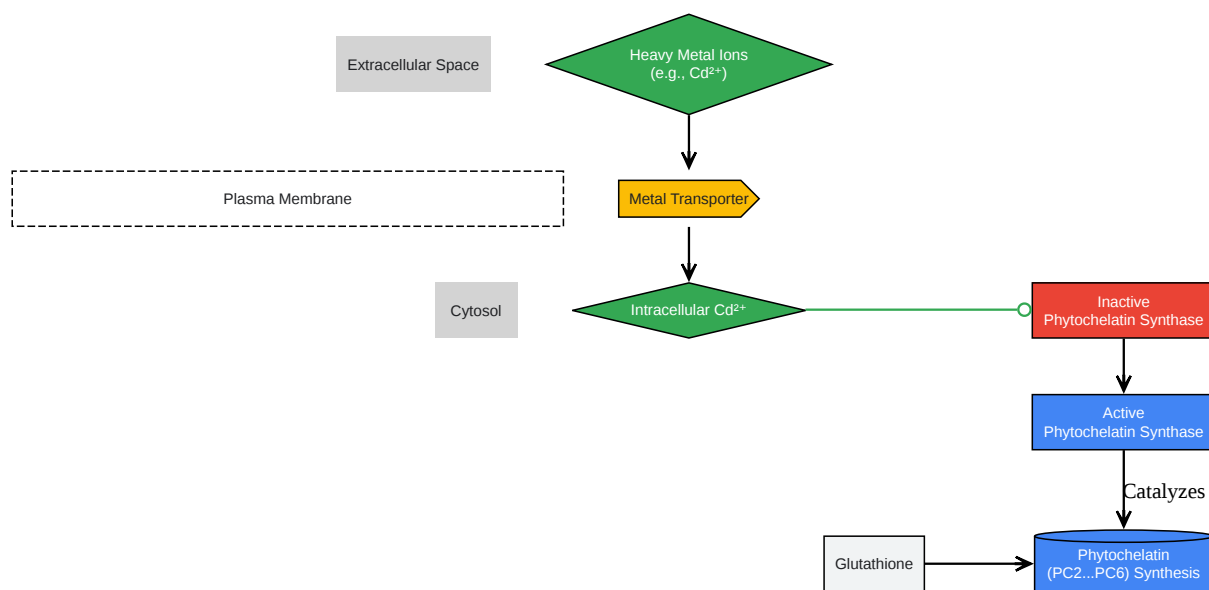 Extracellular Space
Heavy Metal Ions
(e.g., Cd²⁺)
Plasma Membrane
Metal Transporter
Cytosol
Intracellular Cd²⁺
Inactive
Phytochelatin Synthase
Active
Phytochelatin Synthase
Catalyzes
Glutathione
Phytochelatin
(PC2...PC6) Synthesis